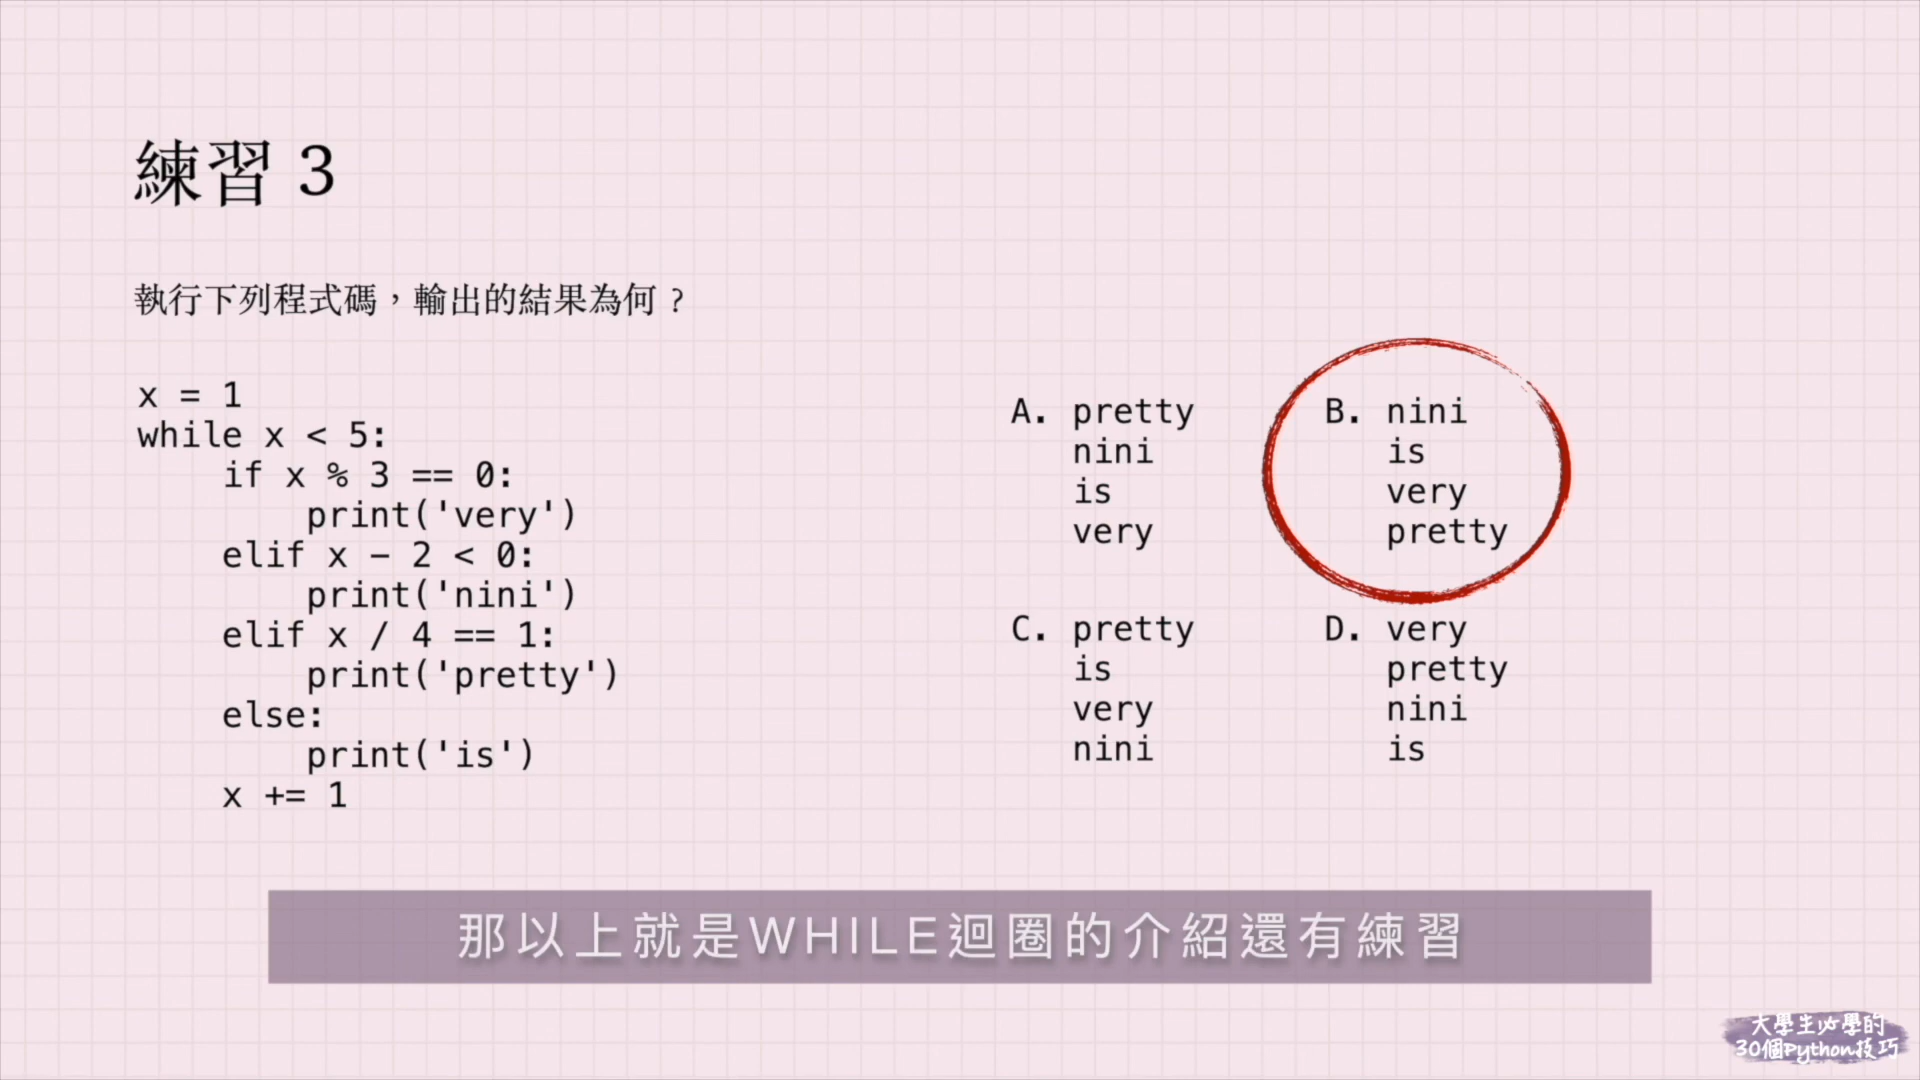 練習 3
執行下列程式碼，輸出的結果為何？
x = 1
while x < 5:
    if x % 3 == 0:
        print('very')
    elif x – 2 < 0:
        print('nini')
    elif x / 4 == 1:
        print('pretty')
    else:
        print('is')
    x += 1
A. pretty
nini
is
very
B. nini
is
very
pretty
C. pretty
is
very
nini
D. very
pretty
nini
is
那以上就是WHILE迴圈的介紹還有練習
大學生必學的
30個Python技巧